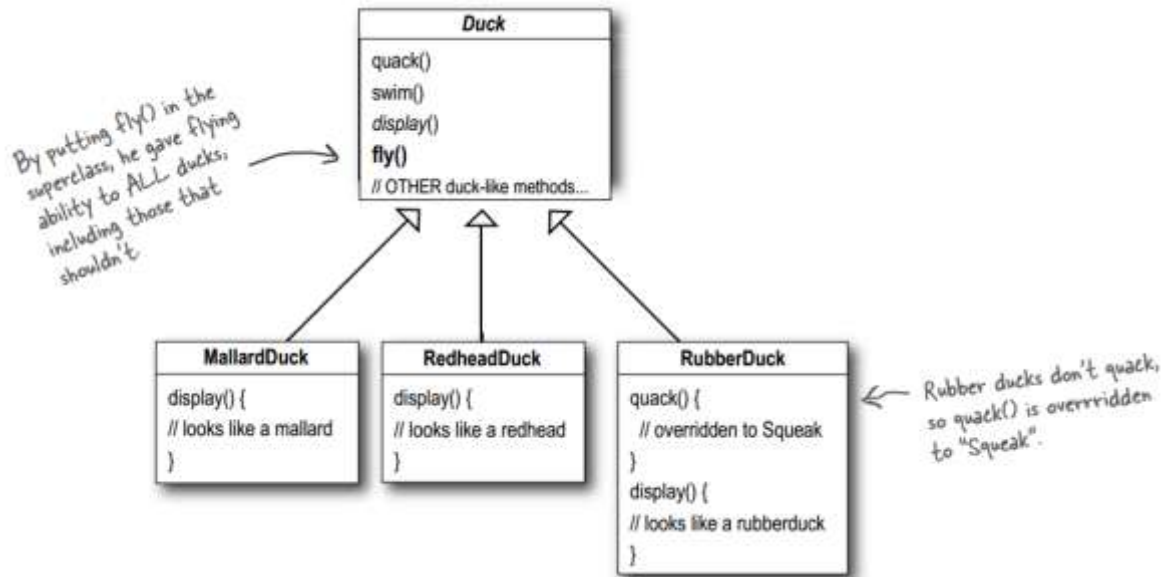 Duck
quack()
swim()
display()
fly()
// OTHER duck-like methods...
By putting fly() in the
superclass, he gave flying
ability to ALL ducks,
including those that
shouldn't
MallardDuck
display() {
// looks like a mallard
}
RedheadDuck
display() {
// looks like a redhead
}
RubberDuck
quack() {
// overridden to Squeak
}
display() {
// looks like a rubberduck
}
Rubber ducks don't quack,
so quack() is overrridden
to "Squeak".